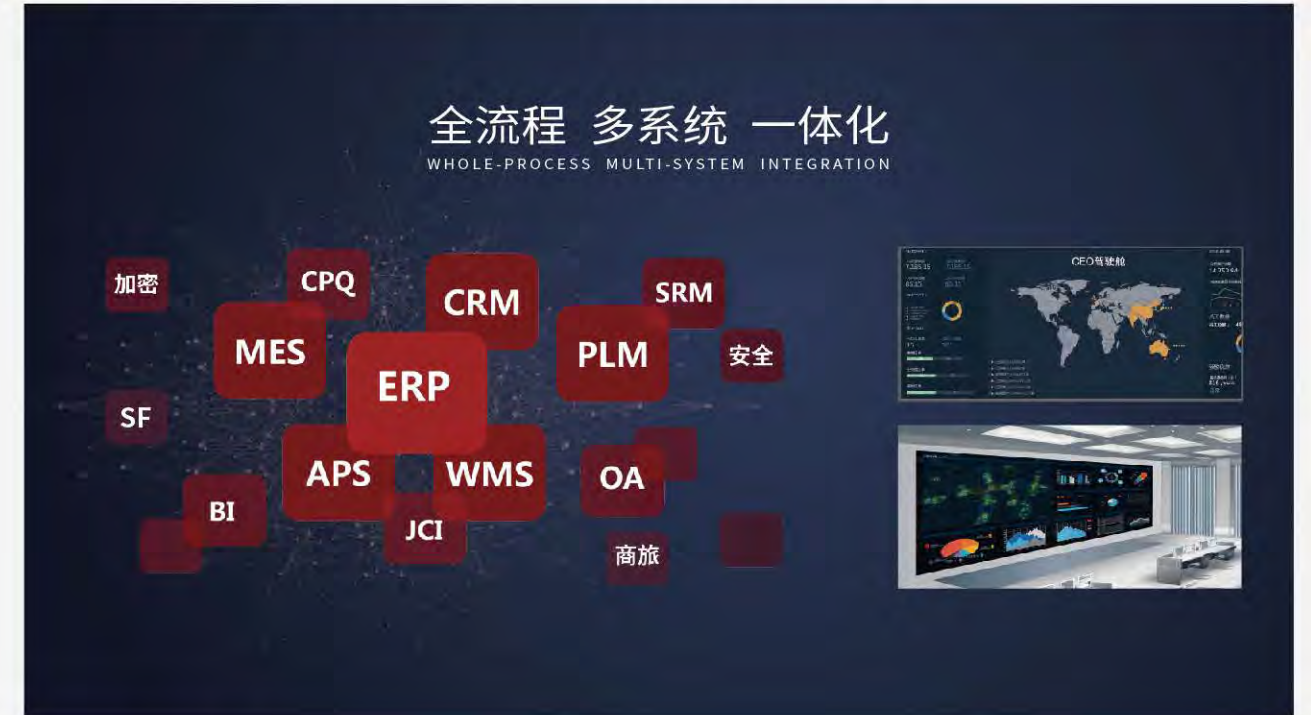 全流程 多系统 一体化
WHOLE-PROCESS MULTI-SYSTEM INTEGRATION
加密
CPQ
CRM
SRM
MES
ERP
PLM
安全
SF
APS
WMS
OA
BI
JCI
商旅
CEO驾驶舱